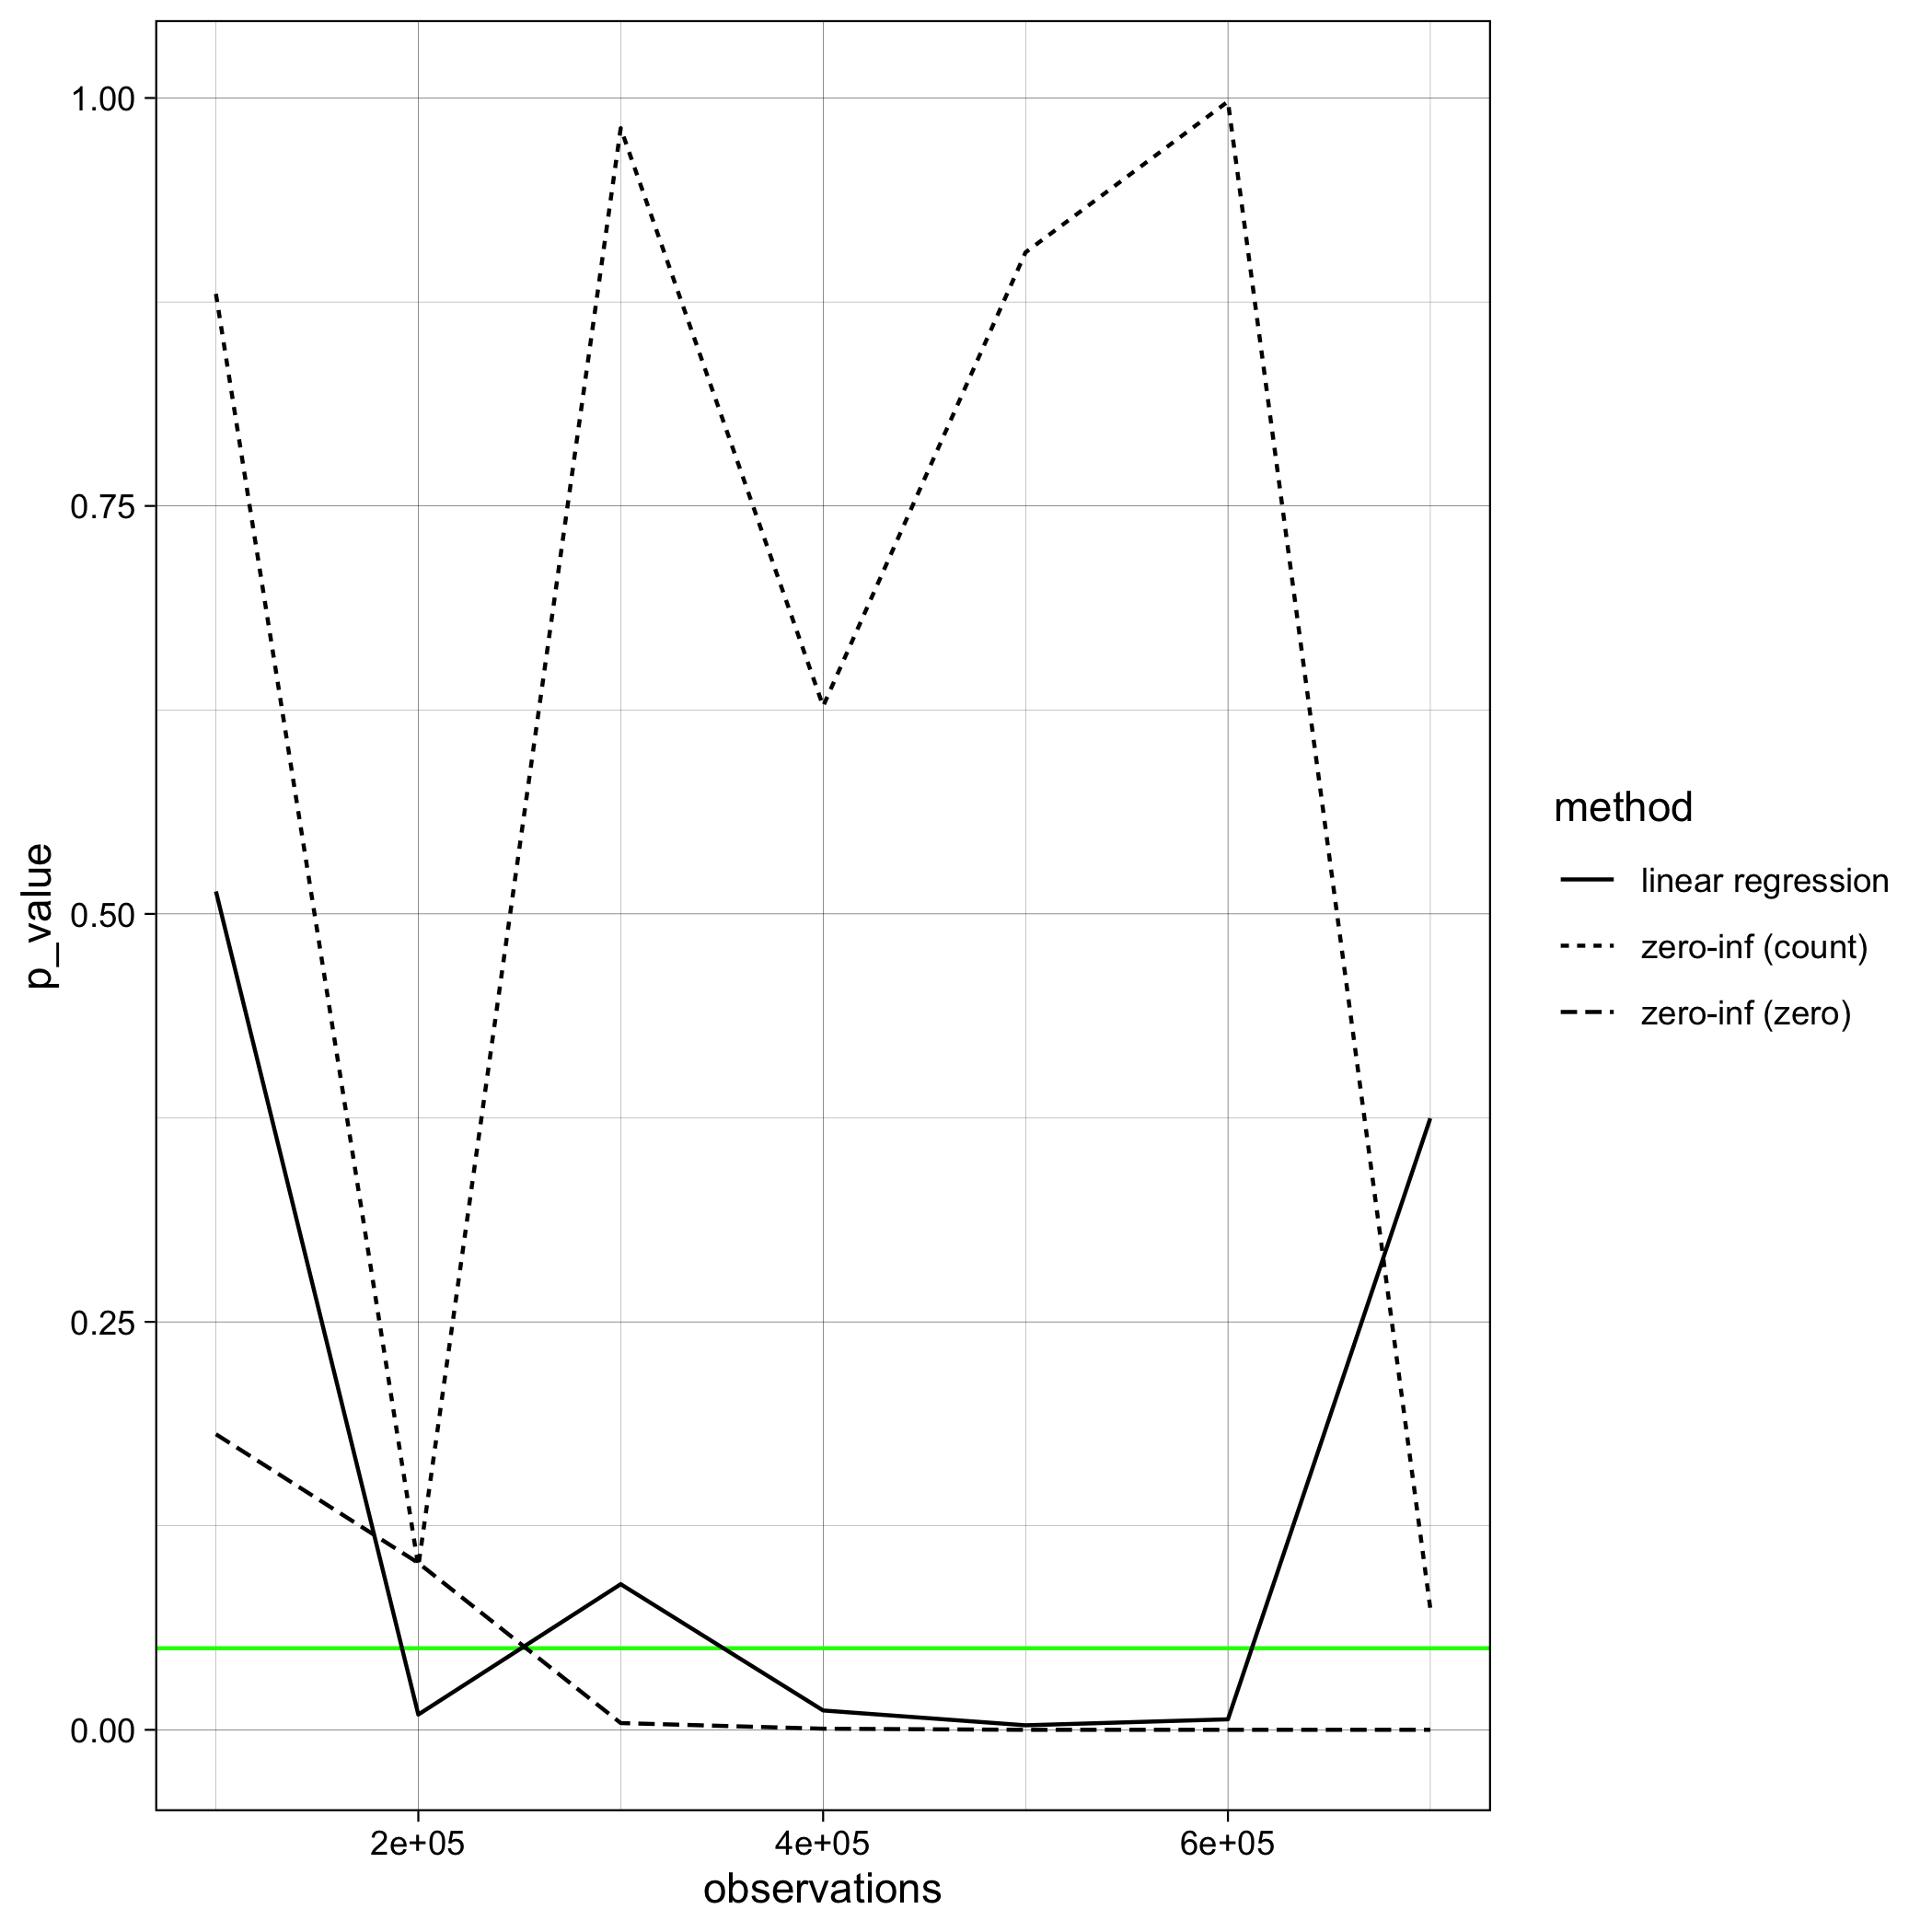 1.00
0.75
0.50
0.25
0.00
p_value
2e+05
4e+05
6e+05
observations
method
linear regression
zero-inf (count)
zero-inf (zero)